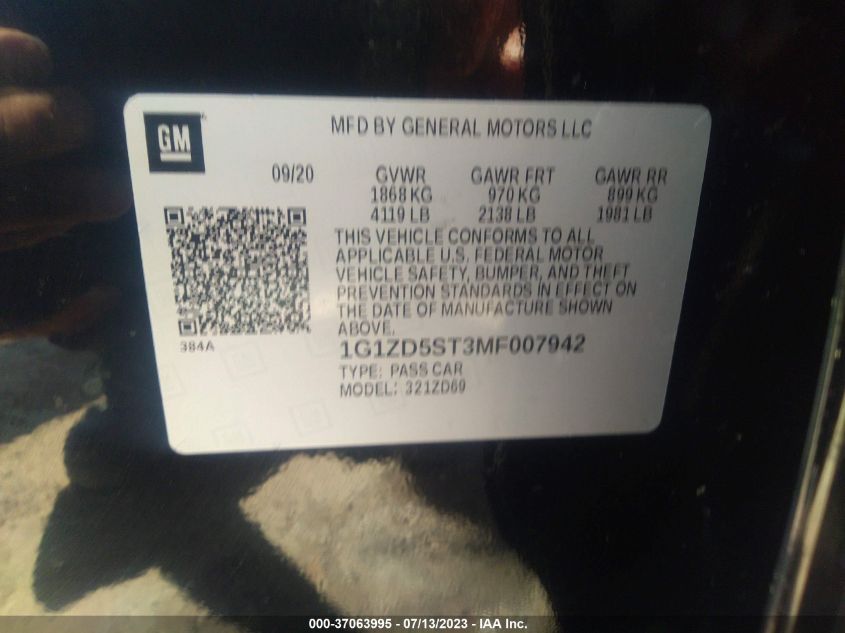 GM
MFD BY GENERAL MOTORS LLC
09/20 GVWR GAWR FRT GAWR RR
1868 KG 970 KG 899 KG
4119 LB 2138 LB 1981 LB
THIS VEHICLE CONFORMS TO ALL
APPLICABLE U.S. FEDERAL MOTOR
VEHICLE SAFETY, BUMPER, AND THEFT
PREVENTION STANDARDS IN EFFECT ON
THE DATE OF MANUFACTURE SHOWN
ABOVE.
384A
1G1ZD5ST3MF007942
TYPE: PASS CAR
MODEL: 321ZD69
000-37063995 - 07/13/2023 - IAA Inc.